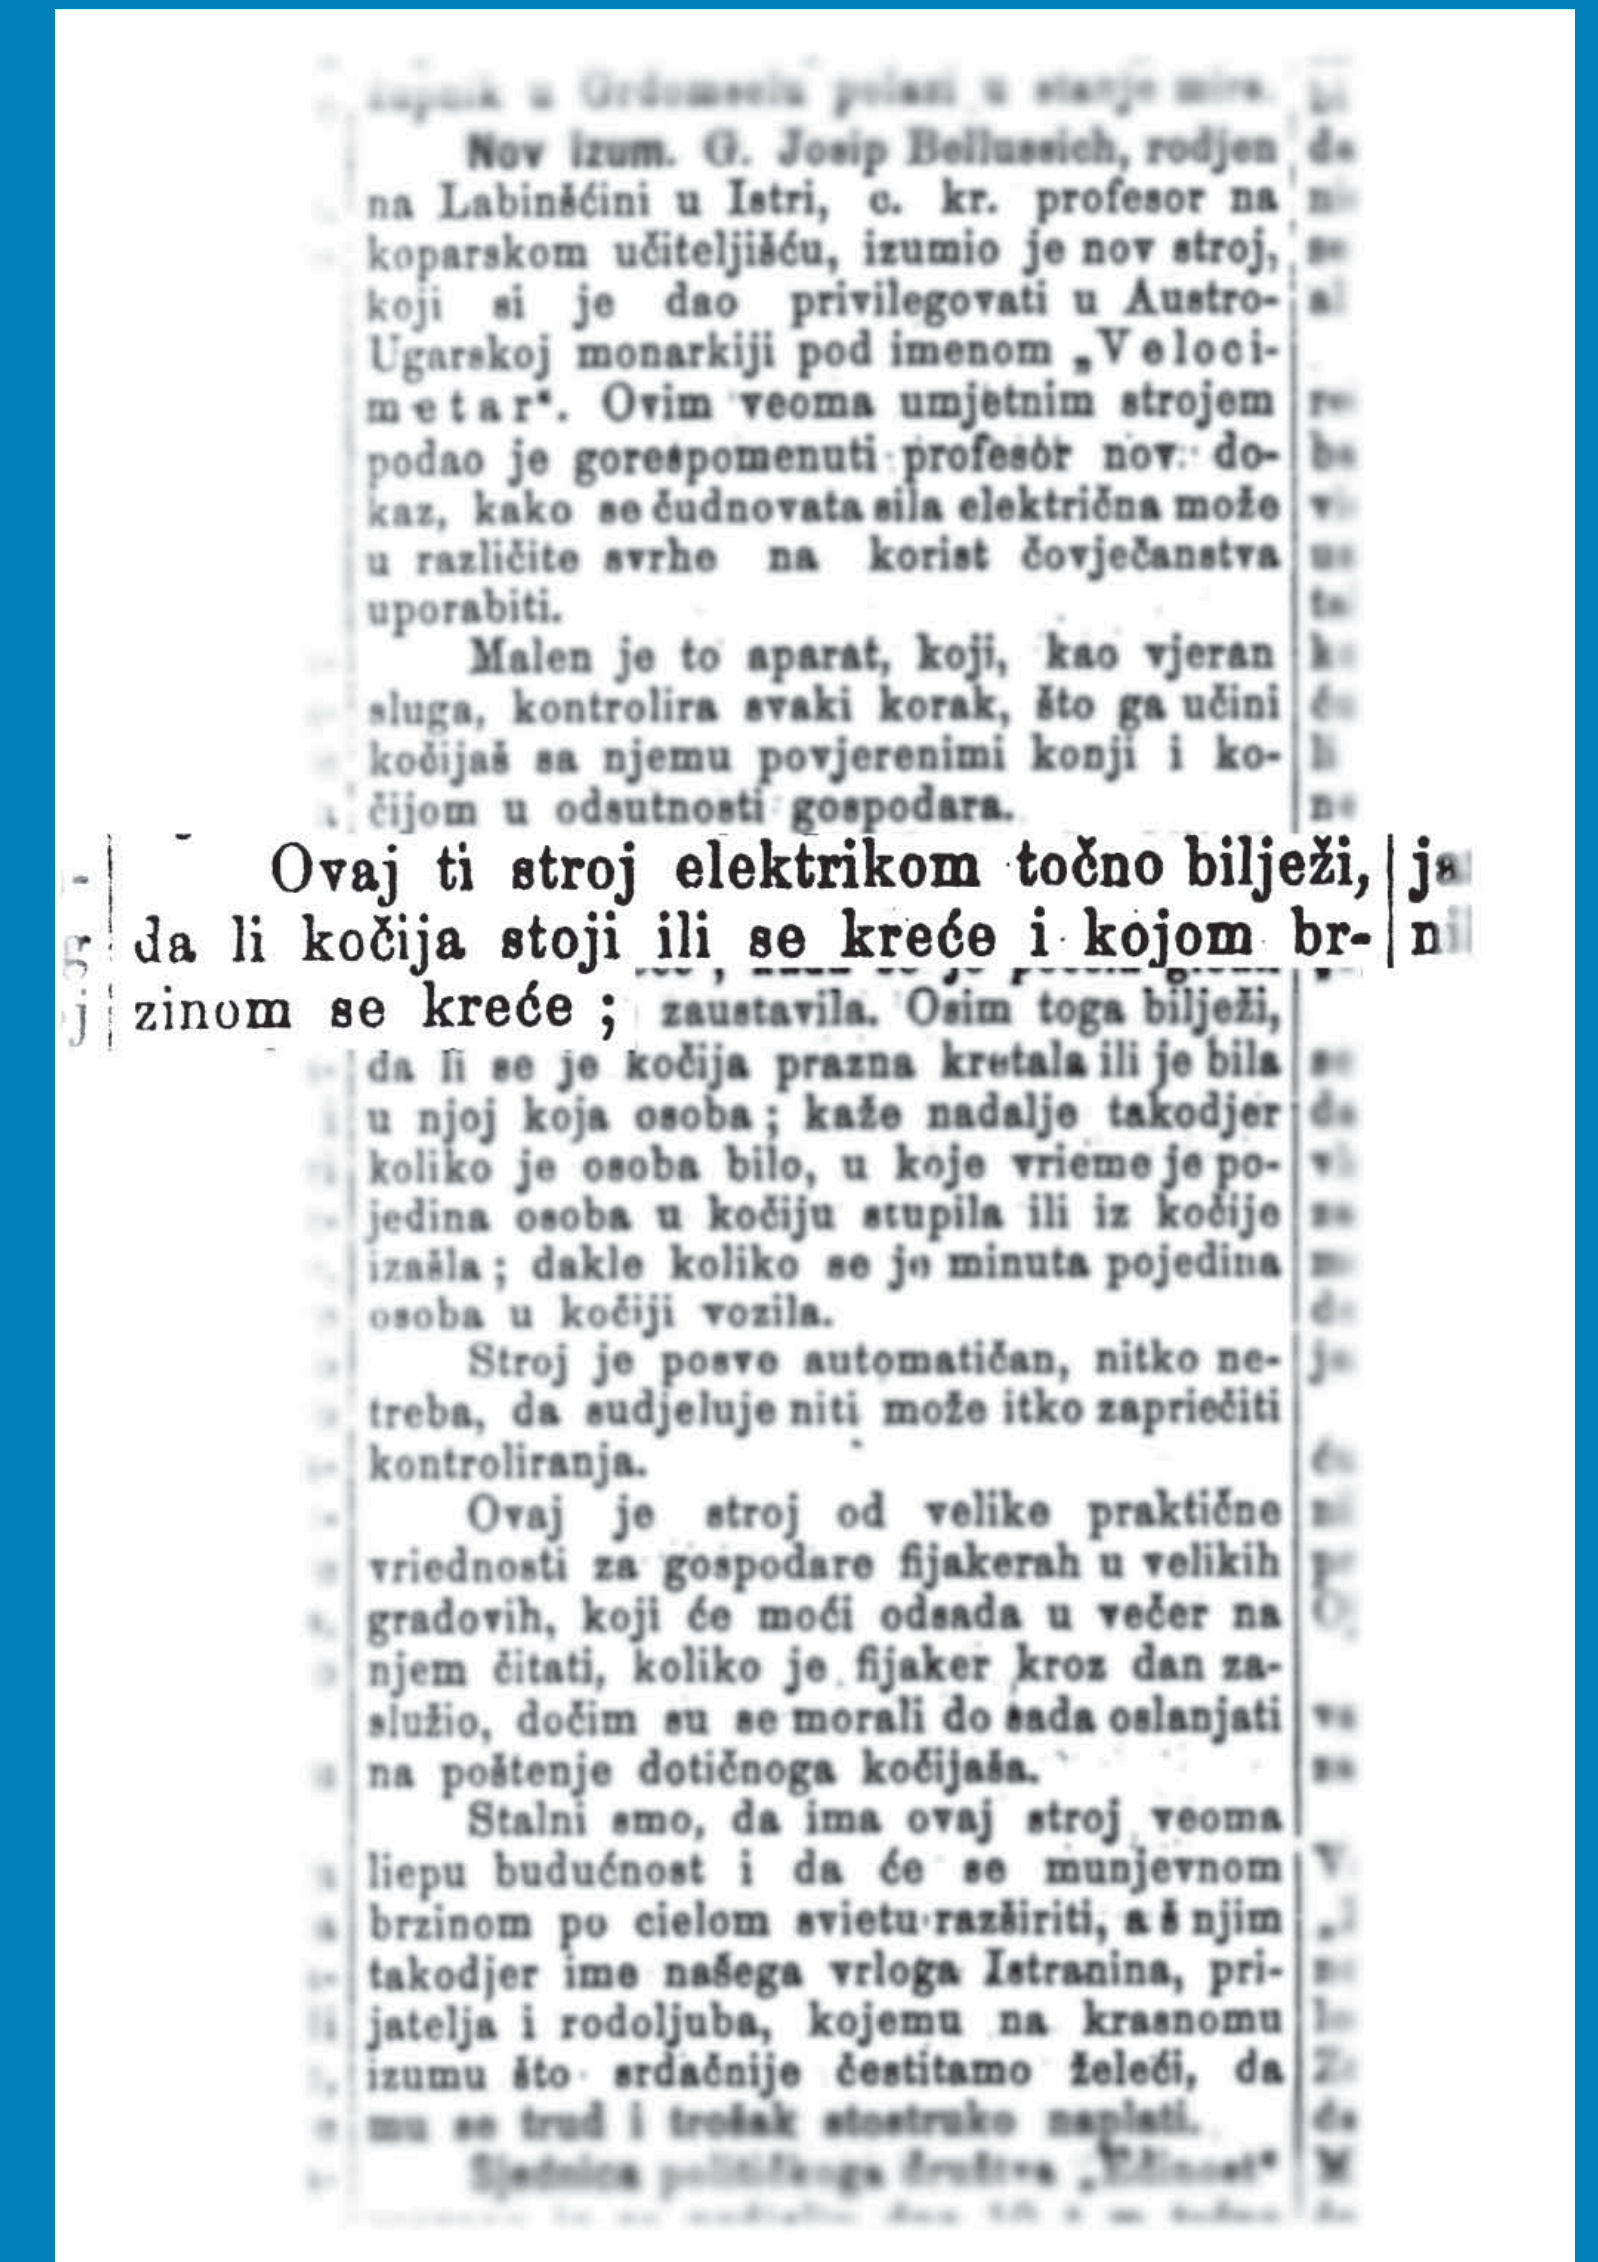 župnik u Grdomselu polazi u stanje mira.
Nov izum. G. Josip Bellussich, rodjen
na Labinšćini u Istri, c. kr. profesor na
koparskom učiteljišću, izumio je nov stroj,
koji si je dao privilegovati u Austro-
Ugarskoj monarkiji pod imenom „Veloci-
metar“. Ovim veoma umjetnim strojem
podao je gorespomenuti profesor nov do-
kaz, kako se čudnovata sila električna može
u različite svrhe na korist čovječanstva
uporabiti.
Malen je to aparat, koji, kao vjeran
sluga, kontrolira svaki korak, što ga učini
kočijaš sa njemu povjerenimi konji i ko-
čijom u odsutnosti gospodara.
Ovaj ti stroj elektrikom točno bilježi,
da li kočija stoji ili se kreće i kojom br-
zinom se kreće ;
zaustavila. Osim toga bilježi,
da li se je kočija prazna kretala ili je bila
u njoj koja osoba ; kaže nadalje takodjer
koliko je osoba bilo, u koje vrieme je po-
jedina osoba u kočiju stupila ili iz kočije
izašla ; dakle koliko se je minuta pojedina
osoba u kočiji vozila.
Stroj je posve automatičan, nitko ne-
treba, da sudjeluje niti može itko zapriečiti
kontroliranja.
Ovaj je stroj od velike praktične
vriednosti za gospodare fijakerah u velikih
gradovih, koji će moći odsada u večer na
njem čitati, koliko je fijaker kroz dan za-
služio, dočim su se morali do sada oslanjati
na poštenje dotičnoga kočijaša.
Stalni smo, da ima ovaj stroj veoma
liepu budućnost i da će se munjevnom
brzinom po cielom svietu razširiti, a š njim
takodjer ime našega vrloga Istranina, pri-
jatelja i rodoljuba, kojemu na krasnomu
izumu što srdačnije čestitamo želeći, da
mu se trud i trošak stostruko naplati.
Sjednica političkoga društva „Edinost“